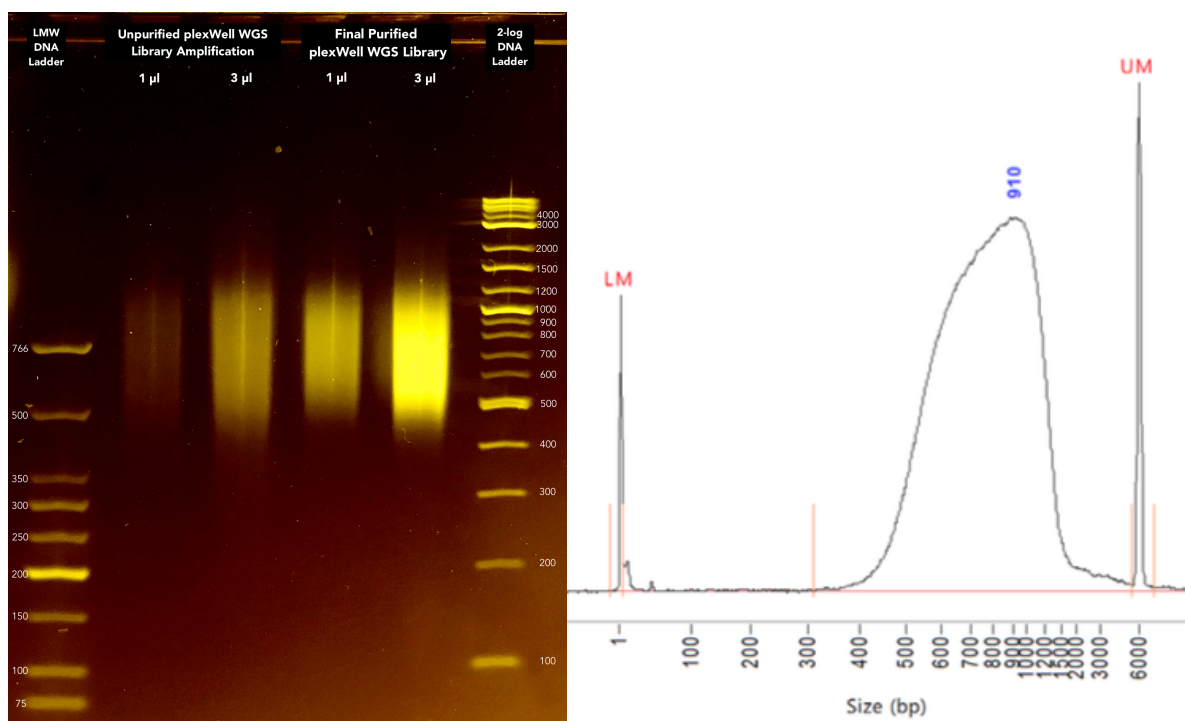 LMW
DNA
Ladder
Unpurified plexWell WGS
Library Amplification
Final Purified
plexWell WGS Library
2-log
DNA
Ladder
1 µl
3 µl
1 µl
3 µl
766
500
350
300
250
200
150
100
75
4000
3000
2000
1500
1200
1000
900
800
700
600
500
400
300
200
100
LM
910
UM
1
100
200
300
400
500
600
700
800
900
1000
1200
1500
2000
3000
6000
Size (bp)